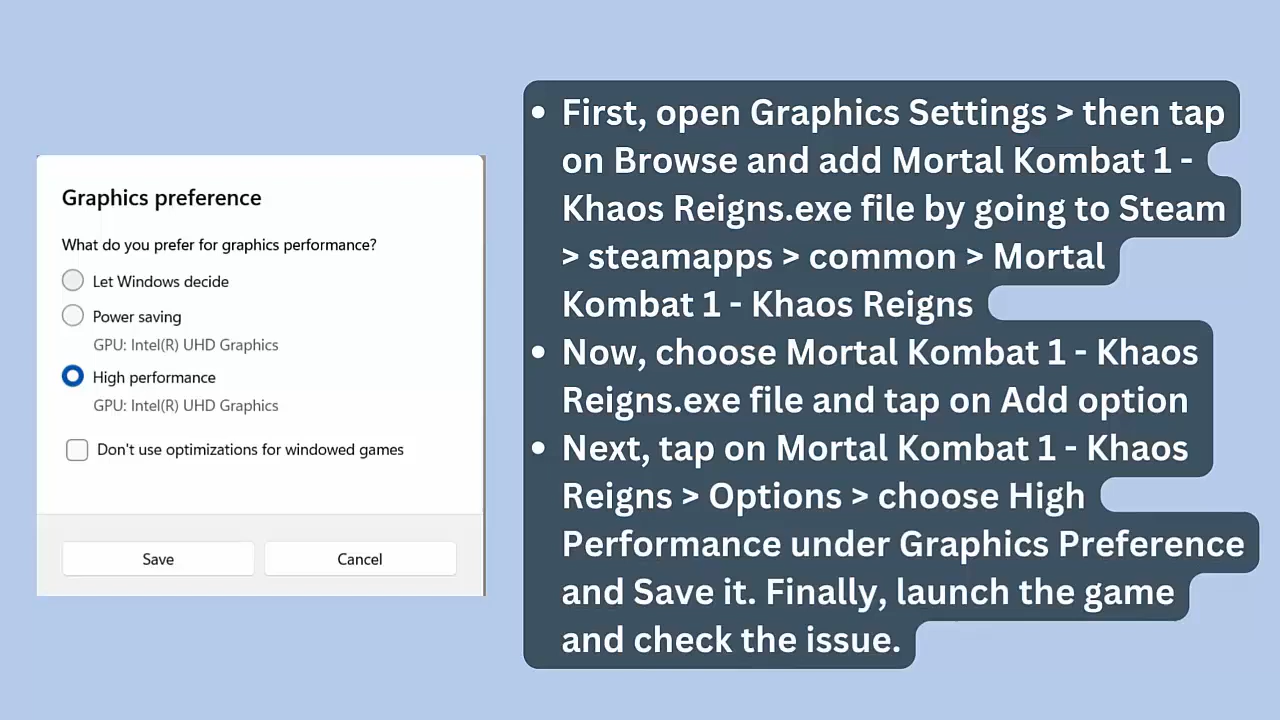 Graphics preference
What do you prefer for graphics performance?
Let Windows decide
Power saving
GPU: Intel(R) UHD Graphics
High performance
GPU: Intel(R) UHD Graphics
Don't use optimizations for windowed games
Save
Cancel
• First, open Graphics Settings > then tap
on Browse and add Mortal Kombat 1 -
Khaos Reigns.exe file by going to Steam
> steamapps > common > Mortal
Kombat 1 - Khaos Reigns
• Now, choose Mortal Kombat 1 - Khaos
Reigns.exe file and tap on Add option
• Next, tap on Mortal Kombat 1 - Khaos
Reigns > Options > choose High
Performance under Graphics Preference
and Save it. Finally, launch the game
and check the issue.